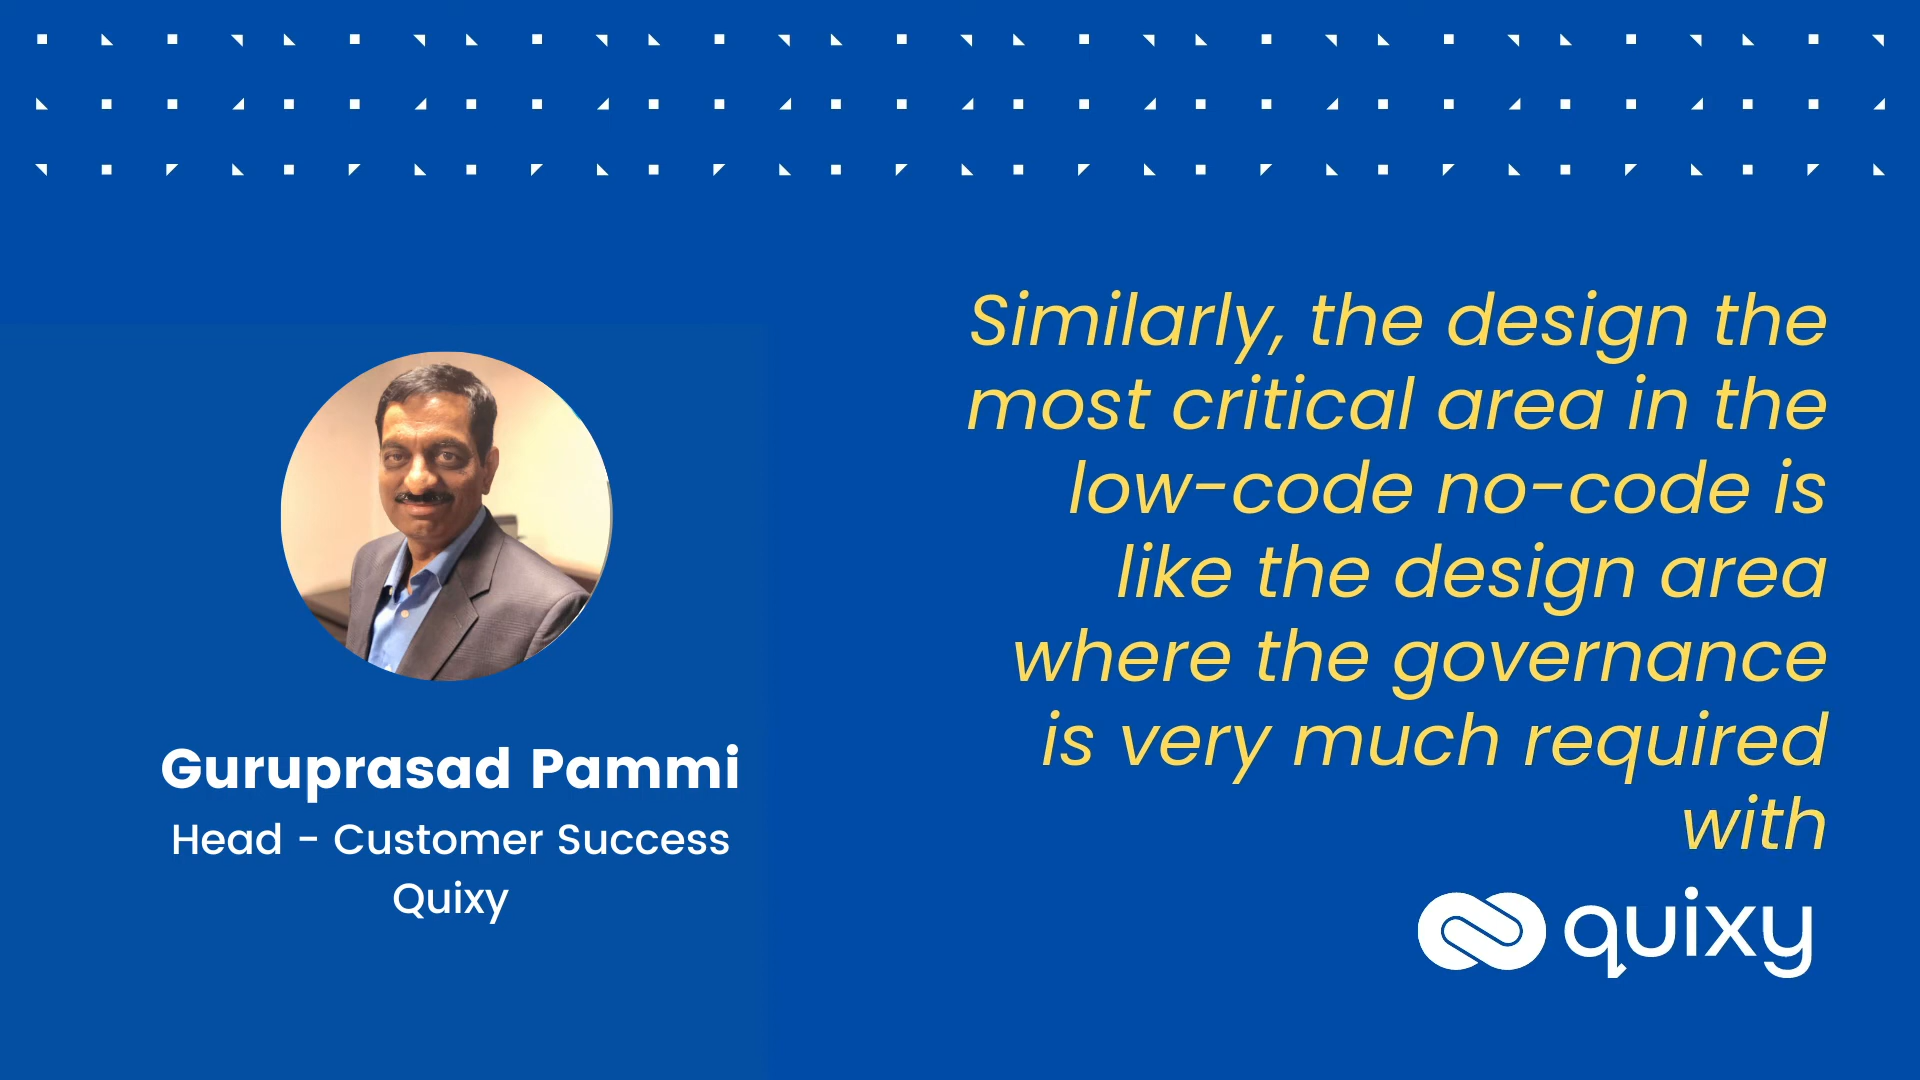 Similarly, the design the
most critical area in the
low-code no-code is
like the design area
where the governance
is very much required
with
Guruprasad Pammi
Head - Customer Success
Quixy
quixy